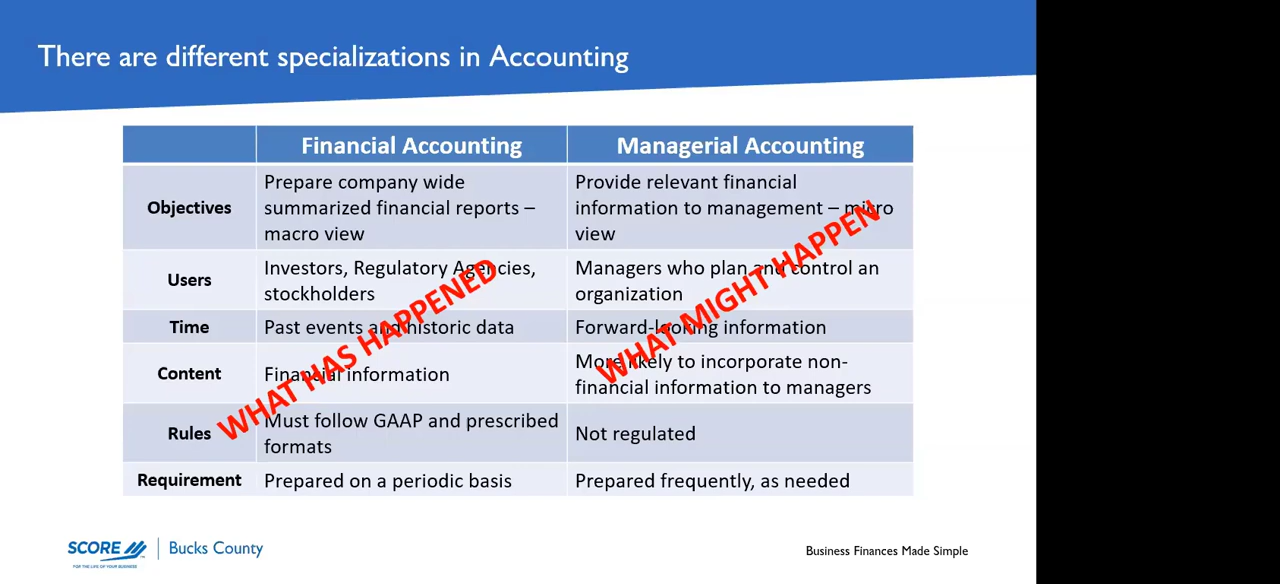 There are different specializations in Accounting
Financial Accounting
Managerial Accounting
Objectives
Prepare company wide
summarized financial reports –
macro view
Provide relevant financial
information to management – micro
view
Users
Investors, Regulatory Agencies,
stockholders
Managers who plan and control an
organization
Time
Past events and historic data
Forward-looking information
Content
Financial information
More likely to incorporate non-
financial information to managers
Rules
Must follow GAAP and prescribed
formats
Not regulated
Requirement
Prepared on a periodic basis
Prepared frequently, as needed
WHAT HAS HAPPENED
WHAT MIGHT HAPPEN
SCORE
FOR THE LIFE OF YOUR BUSINESS
Bucks County
Business Finances Made Simple